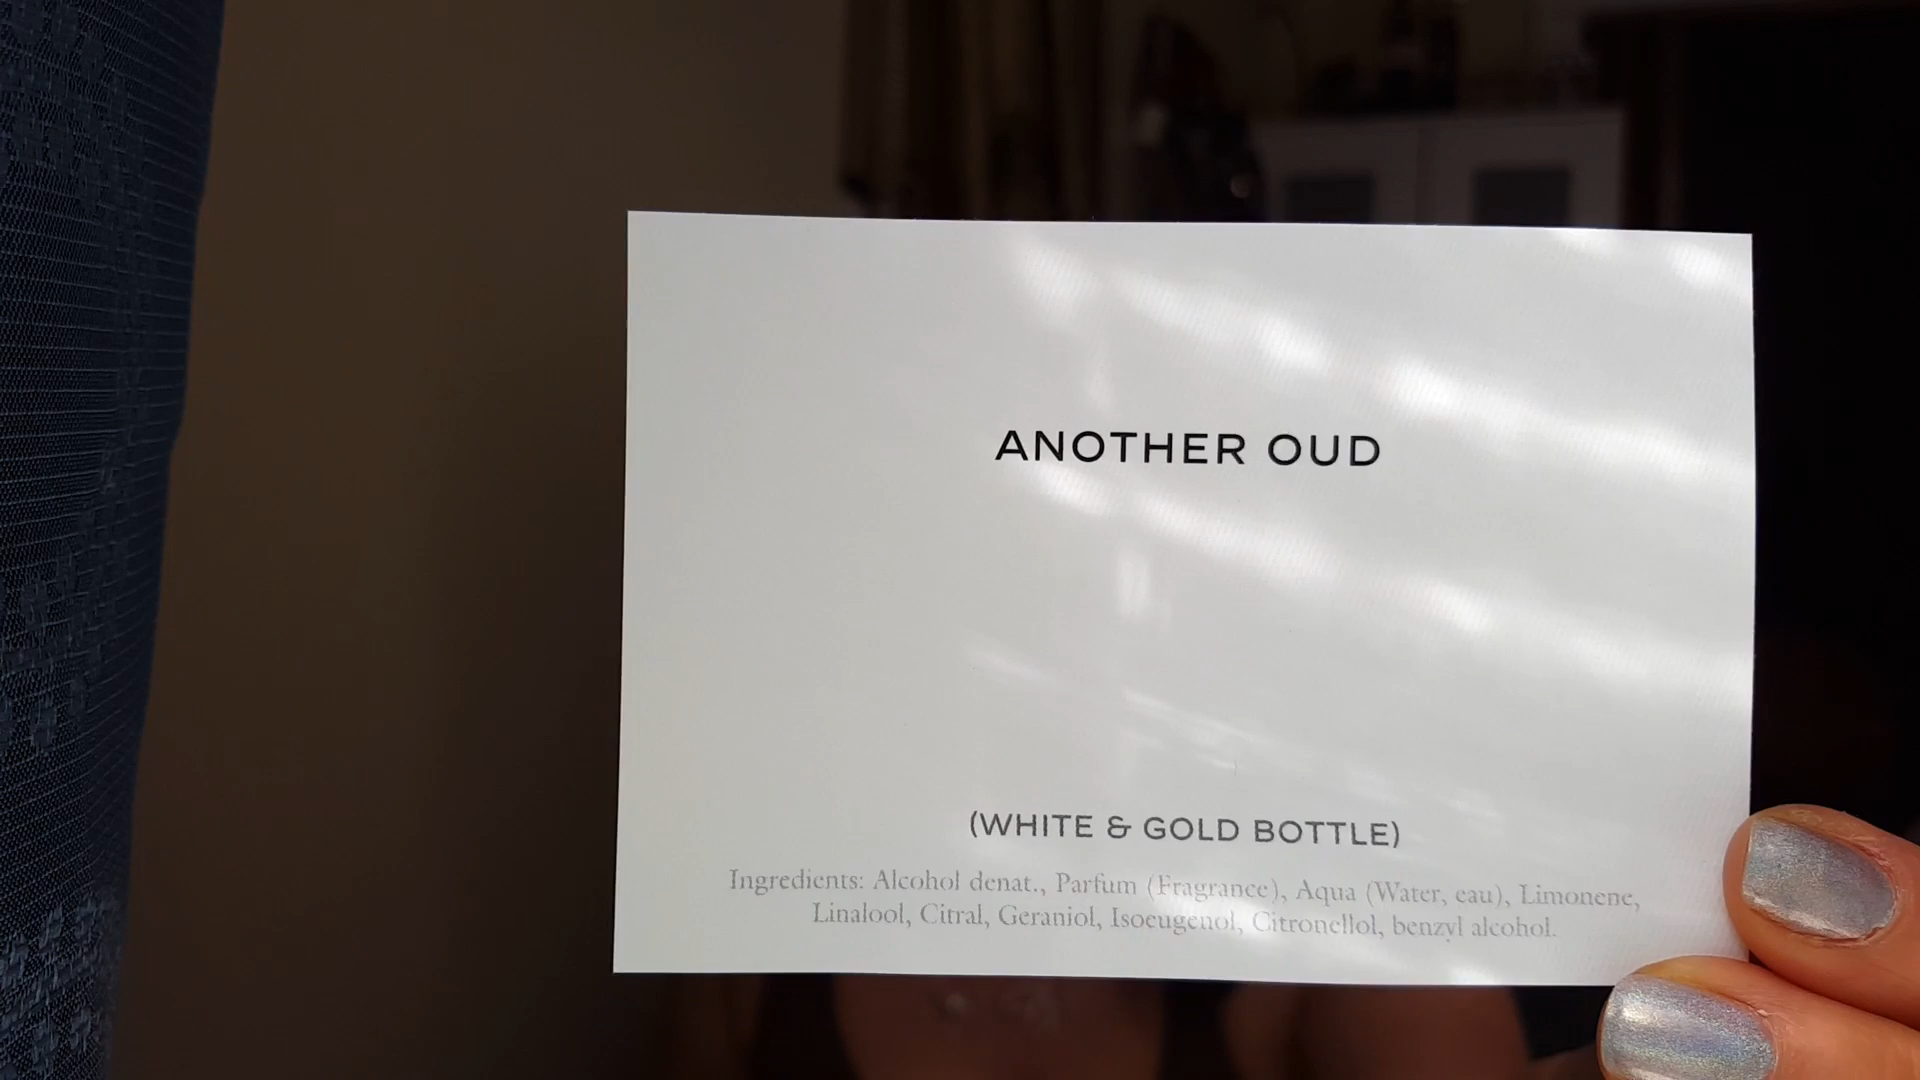 ANOTHER OUD
(WHITE & GOLD BOTTLE)
Ingredients: Alcohol denat., Parfum (Fragrance), Aqua (Water, eau), Limonene,
Linalool, Citral, Geraniol, Isoeugenol, Citronellol, benzyl alcohol.